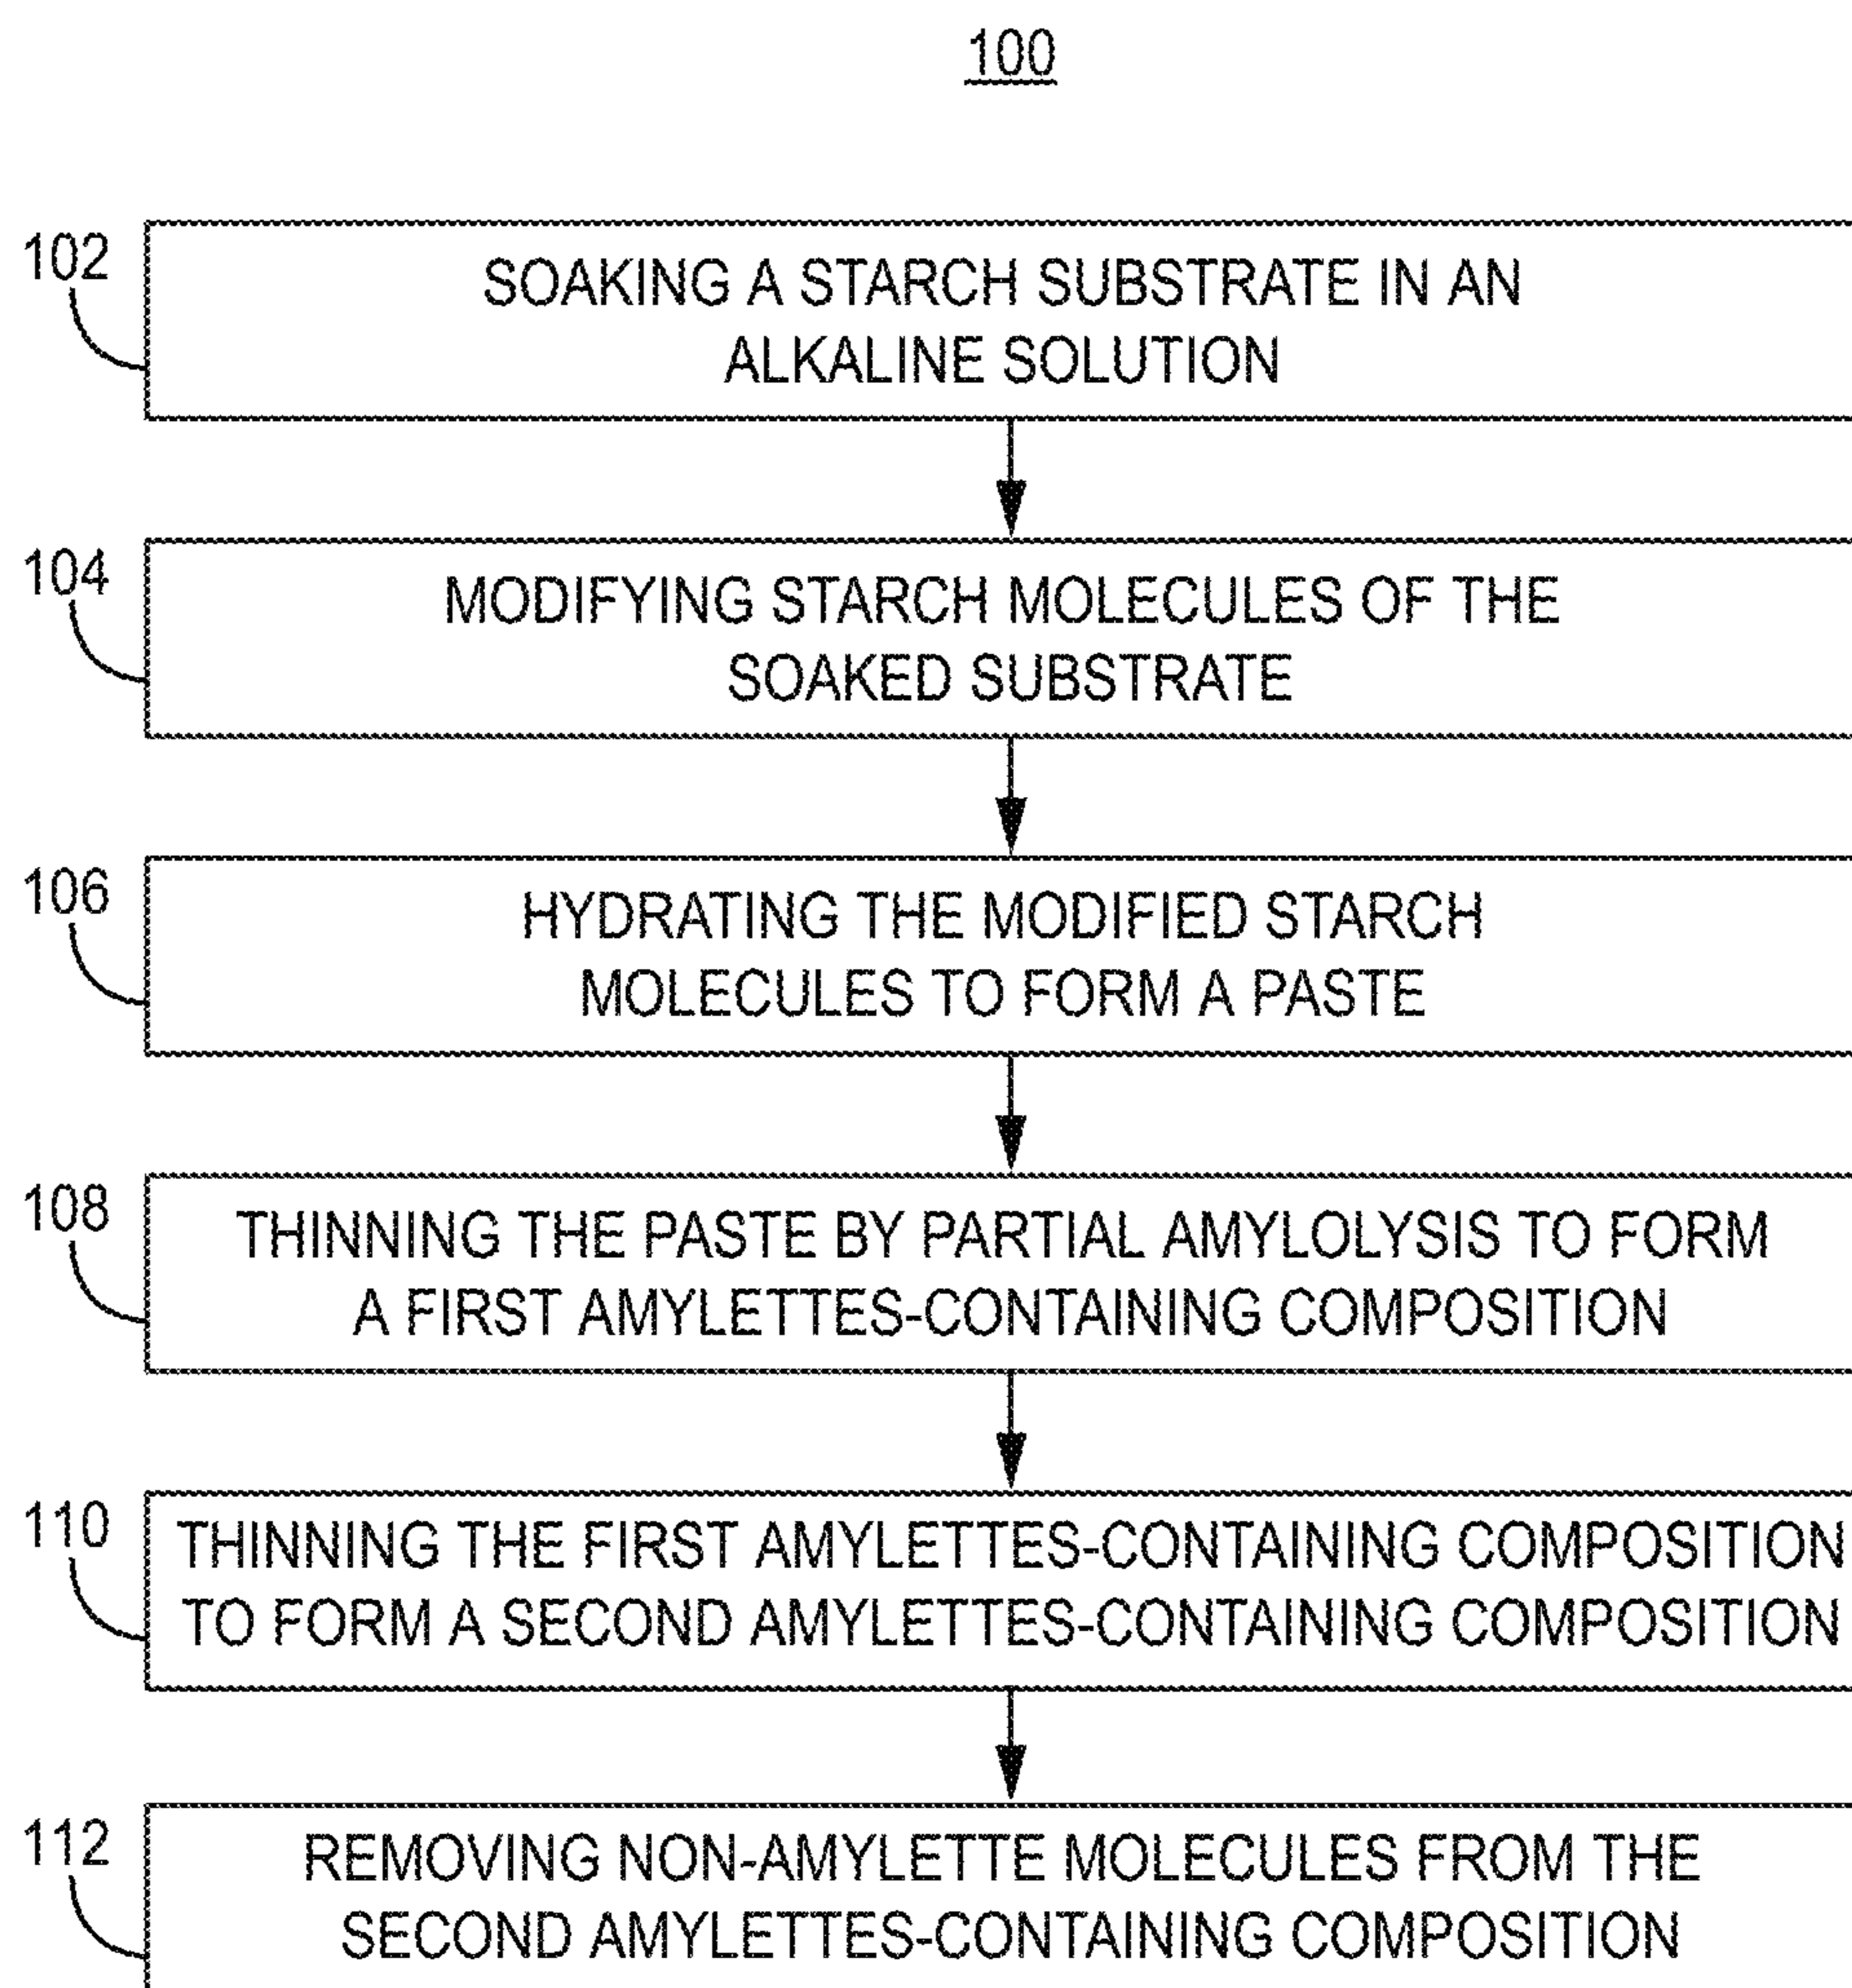 100
102
SOAKING A STARCH SUBSTRATE IN AN
ALKALINE SOLUTION
104
MODIFYING STARCH MOLECULES OF THE
SOAKED SUBSTRATE
106
HYDRATING THE MODIFIED STARCH
MOLECULES TO FORM A PASTE
108
THINNING THE PASTE BY PARTIAL AMYLOLYSIS TO FORM
A FIRST AMYLETTES-CONTAINING COMPOSITION
110
THINNING THE FIRST AMYLETTES-CONTAINING COMPOSITION
TO FORM A SECOND AMYLETTES-CONTAINING COMPOSITION
112
REMOVING NON-AMYLETTE MOLECULES FROM THE
SECOND AMYLETTES-CONTAINING COMPOSITION